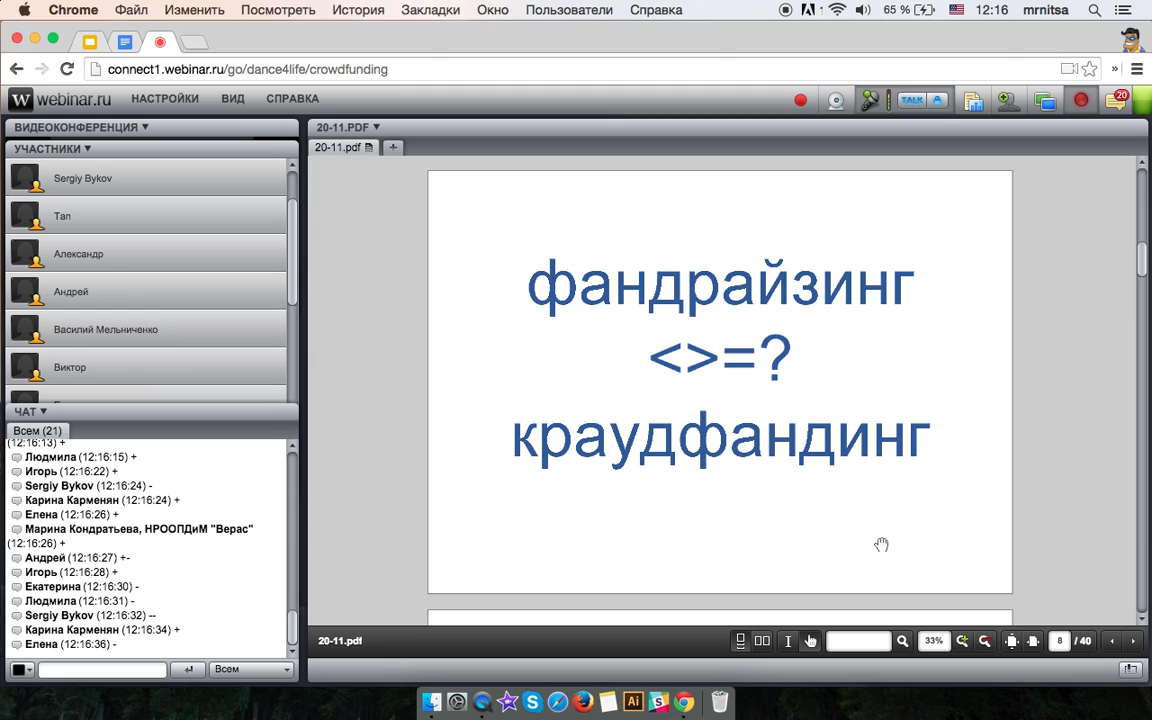 Chrome Файл Изменить Посмотреть История Закладки Окно Пользователи Справка 65 % 12:16 mrnitsa
connect1.webinar.ru/go/dance4life/crowdfunding
W webinar.ru НАСТРОЙКИ ВИД СПРАВКА TALK 20
ВИДЕОКОНФЕРЕНЦИЯ
УЧАСТНИКИ
Sergiy Bykov
Tan
Александр
Андрей
Василий Мельниченко
Виктор
ЧАТ
Всем (21)
(12:16:13) +
Людмила (12:16:15) +
Игорь (12:16:22) +
Sergiy Bykov (12:16:24) -
Карина Карменян (12:16:24) +
Елена (12:16:26) +
Марина Кондратьева, НРООПДиМ "Верас"
(12:16:26) +
Андрей (12:16:27) +-
Игорь (12:16:28) +
Екатерина (12:16:30) -
Людмила (12:16:31) -
Sergiy Bykov (12:16:32) --
Карина Карменян (12:16:34) +
Елена (12:16:36) -
Всем
20-11.PDF
20-11.pdf
фандрайзинг
<>=?
краудфандинг
20-11.pdf 33% 8 / 40
Ai